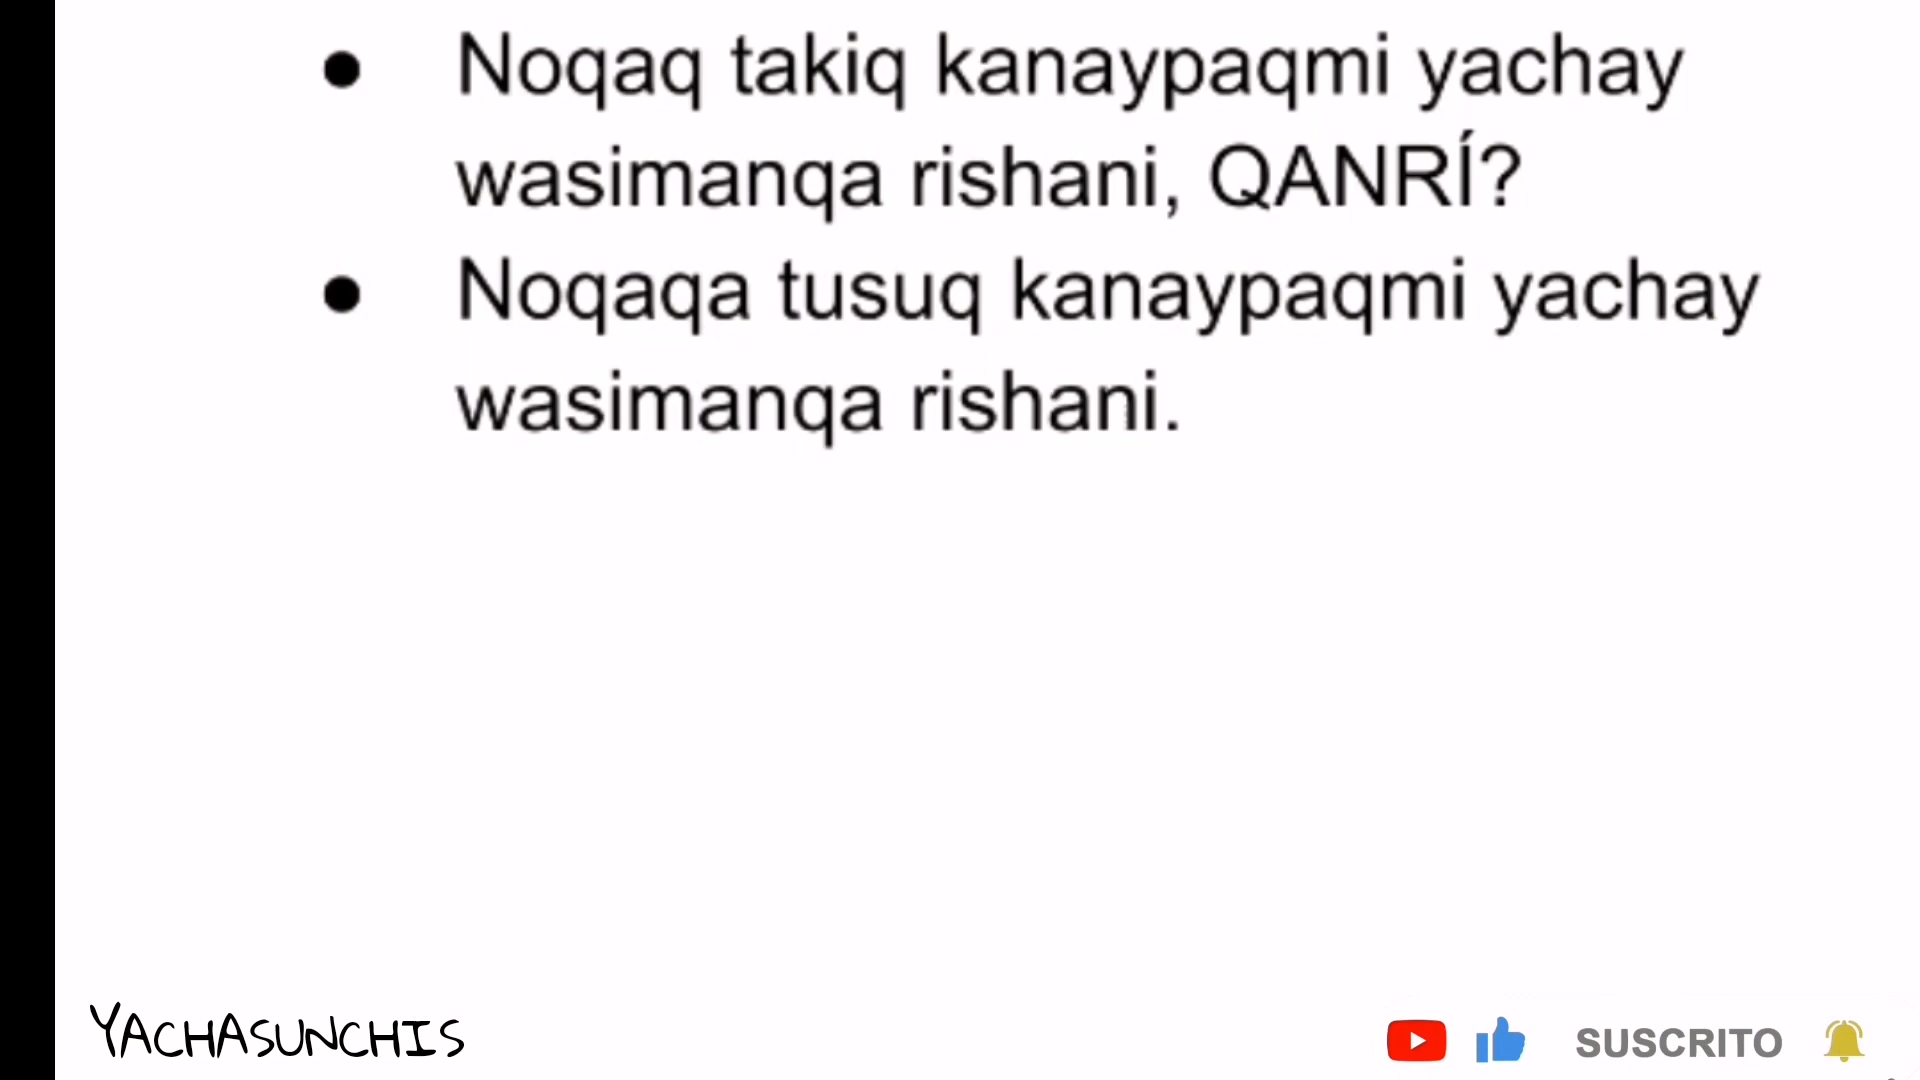 ● Noqaq takiq kanaypaqmi yachay
wasimanqa rishani, QANRÍ?
● Noqaqa tusuq kanaypaqmi yachay
wasimanqa rishani.
YACHASUNCHIS
SUSCRITO